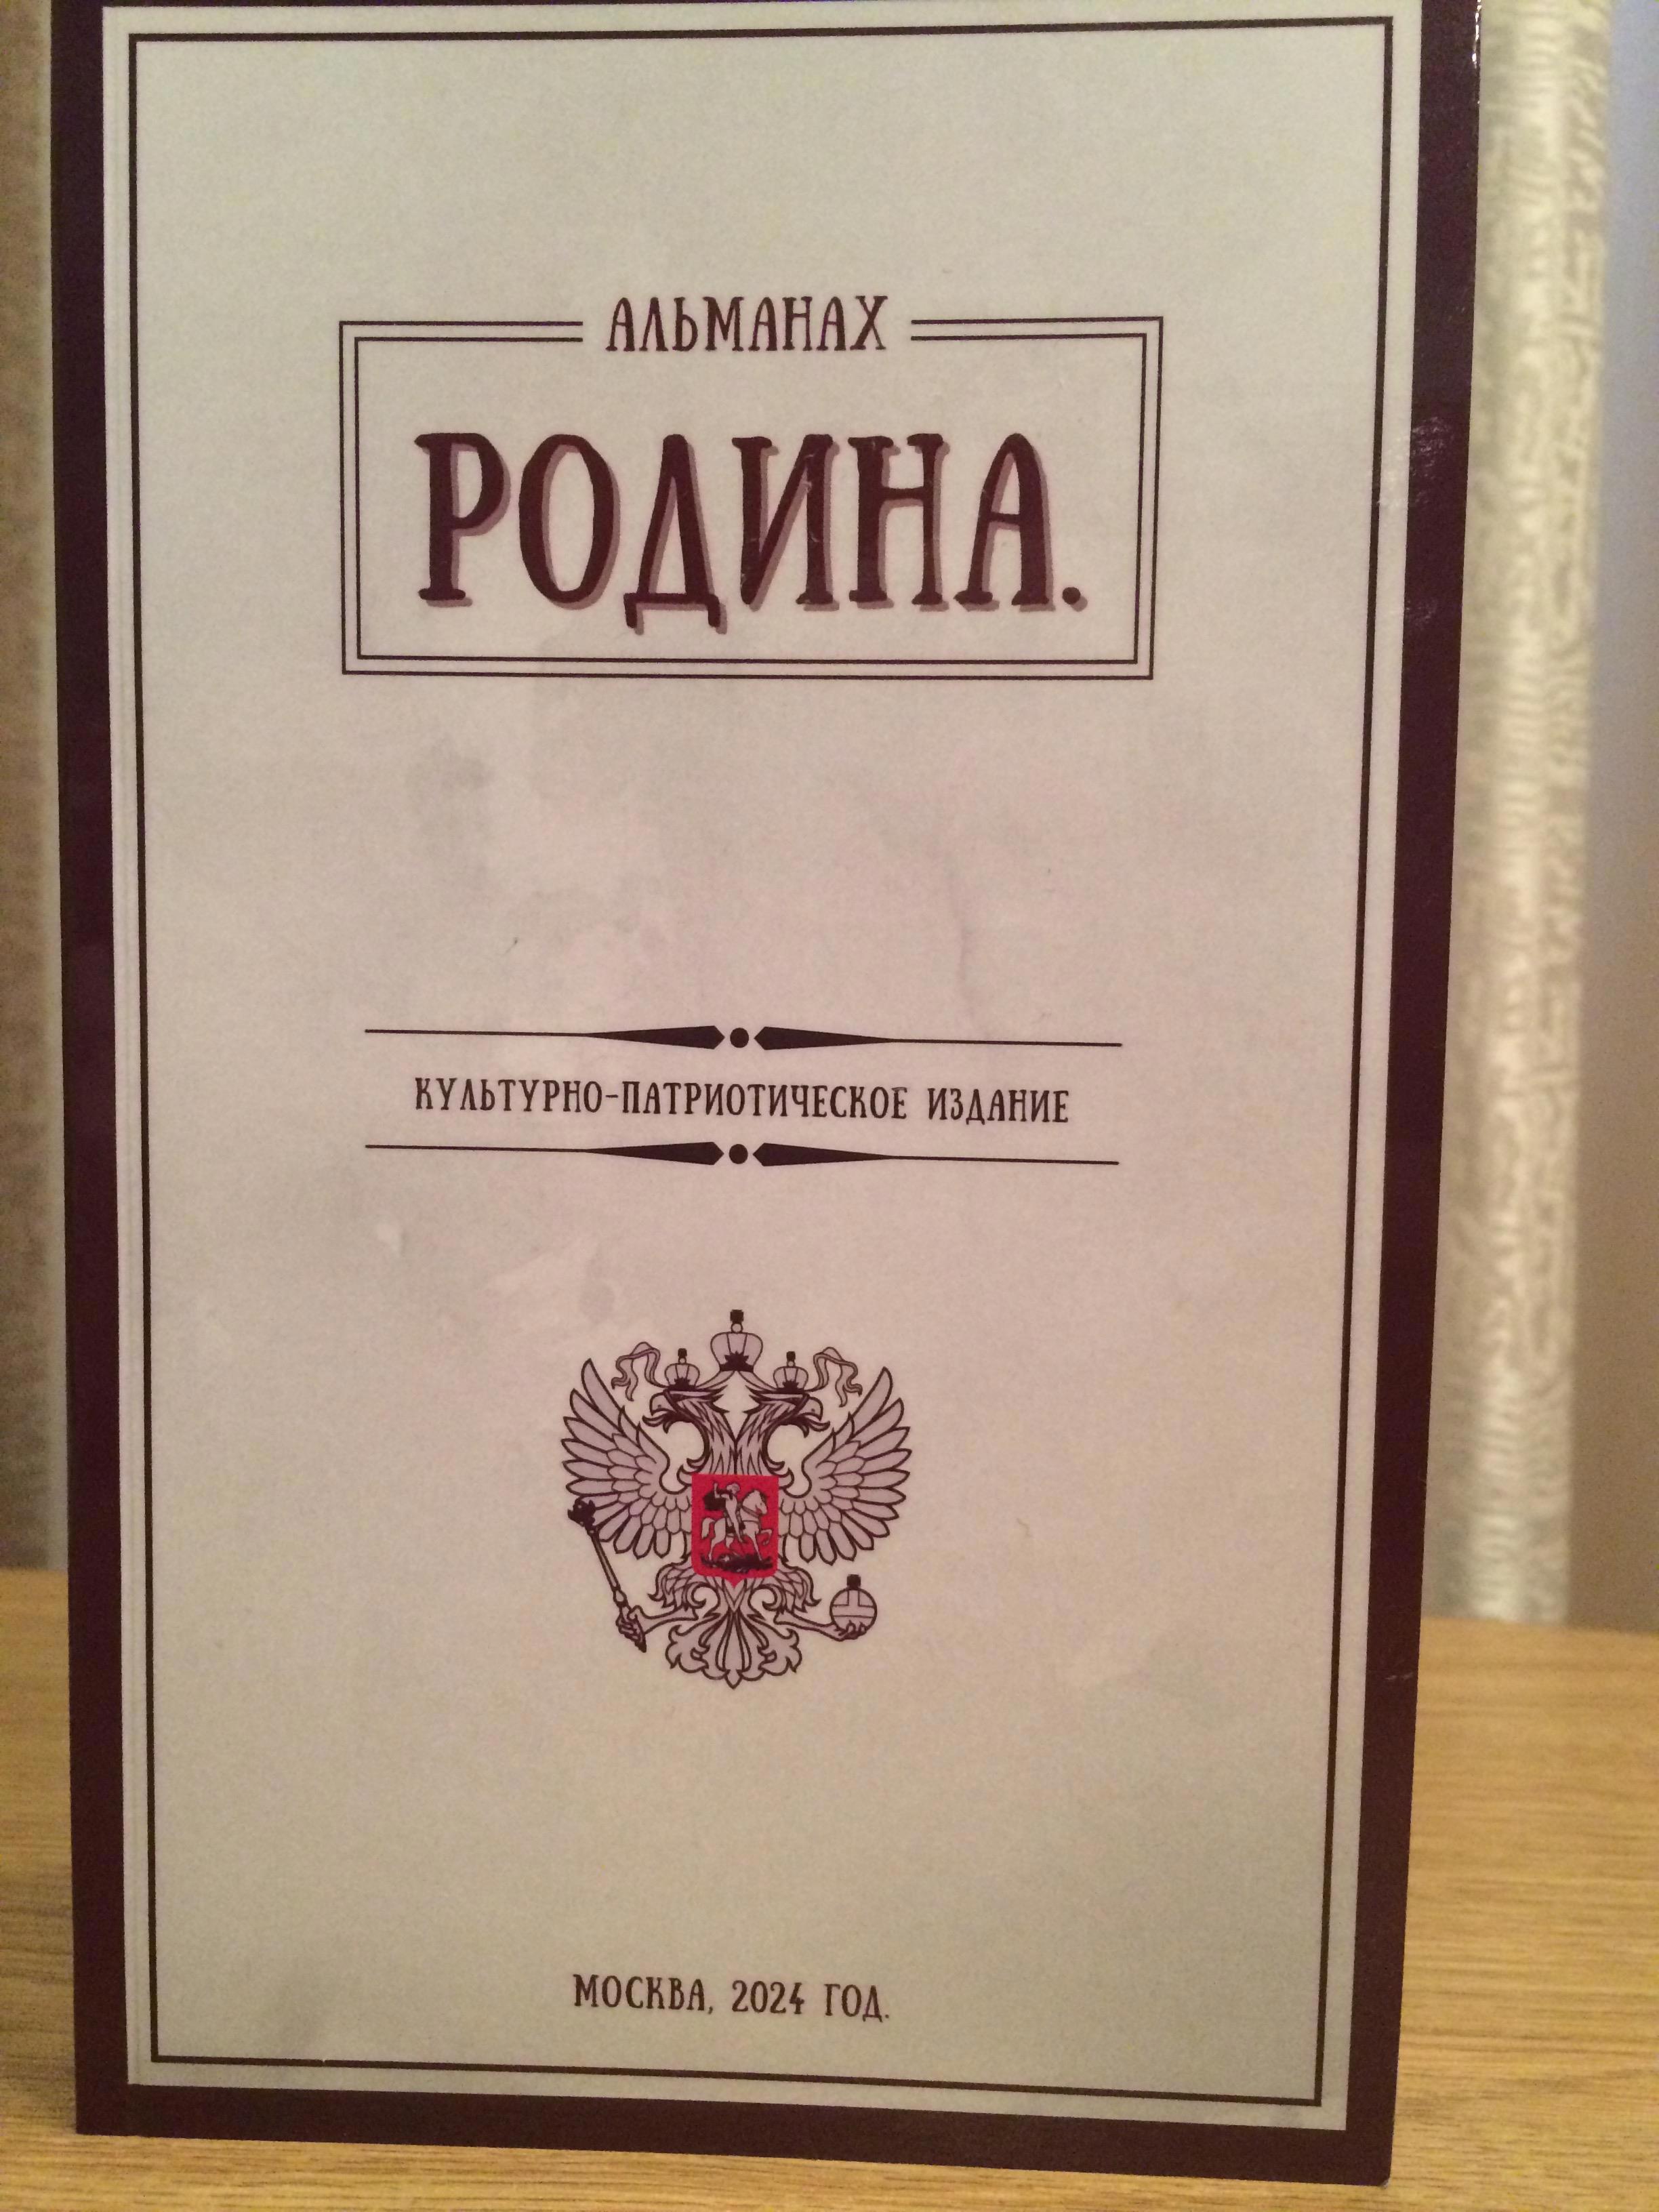 АЛЬМАНАХ
РОДИНА.
КУЛЬТУРНО-ПАТРИОТИЧЕСКОЕ ИЗДАНИЕ
МОСКВА, 2024 ГОД.